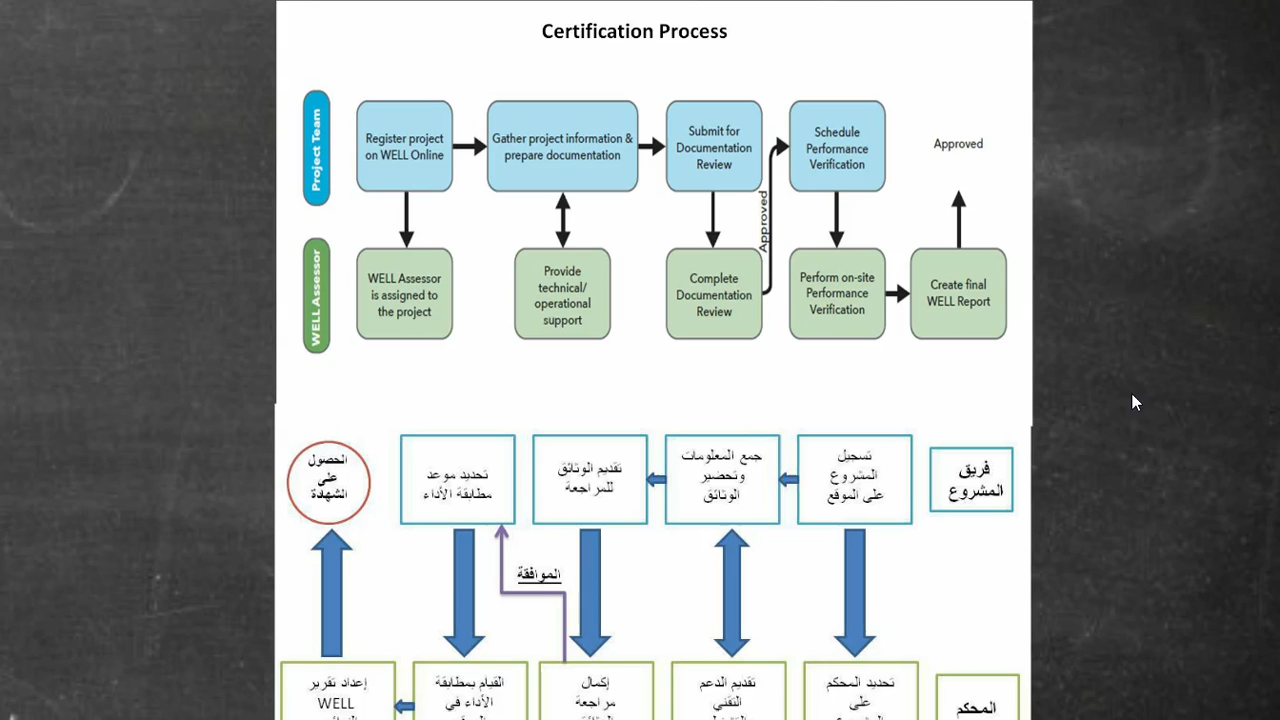 Certification Process
Project Team
Register project
on WELL Online
Gather project information &
prepare documentation
Submit for
Documentation
Review
Schedule
Performance
Verification
Approved
Approved
WELL Assessor
WELL Assessor
is assigned to
the project
Provide
technical/
operational
support
Complete
Documentation
Review
Perform on-site
Performance
Verification
Create final
WELL Report
فريق
المشروع
تسجيل
المشروع
على الموقع
جمع المعلومات
وتحضير
الوثائق
تقديم الوثائق
للمراجعة
تحديد موعد
مطابقة الأداء
الحصول
على
الشهادة
الموافقة
المحكم
تحديد المحكم
على
تقديم الدعم
التقني
إكمال
مراجعة
القيام بمطابقة
الأداء في
إعداد تقرير
WELL